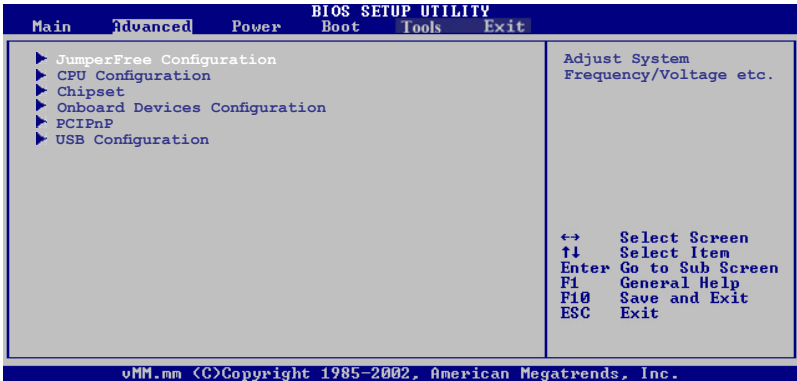 BIOS SETUP UTILITY
Main Advanced Power Boot Tools Exit
JumperFree Configuration
CPU Configuration
Chipset
Onboard Devices Configuration
PCIPnP
USB Configuration
Adjust System
Frequency/Voltage etc.
←→ Select Screen
↑↓ Select Item
Enter Go to Sub Screen
F1 General Help
F10 Save and Exit
ESC Exit
vMM.mm (C)Copyright 1985-2002, American Megatrends, Inc.